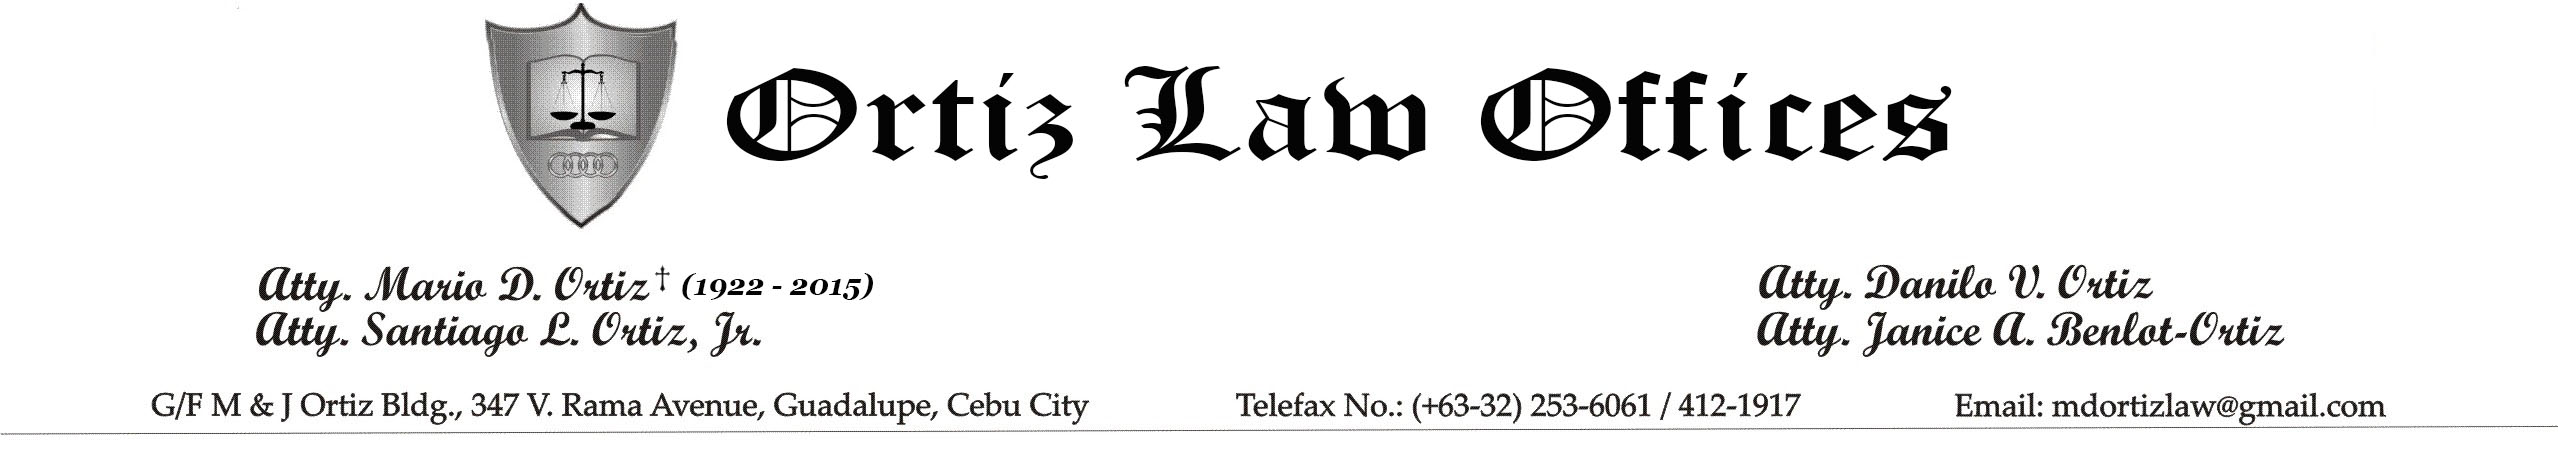 Ortiz Law Offices
Atty. Mario D. Ortiz† (1922 - 2015)
Atty. Santiago L. Ortiz, Jr.
Atty. Danilo V. Ortiz
Atty. Janice A. Benlot-Ortiz
G/F M & J Ortiz Bldg., 347 V. Rama Avenue, Guadalupe, Cebu City
Telefax No.: (+63-32) 253-6061 / 412-1917
Email: mdortizlaw@gmail.com